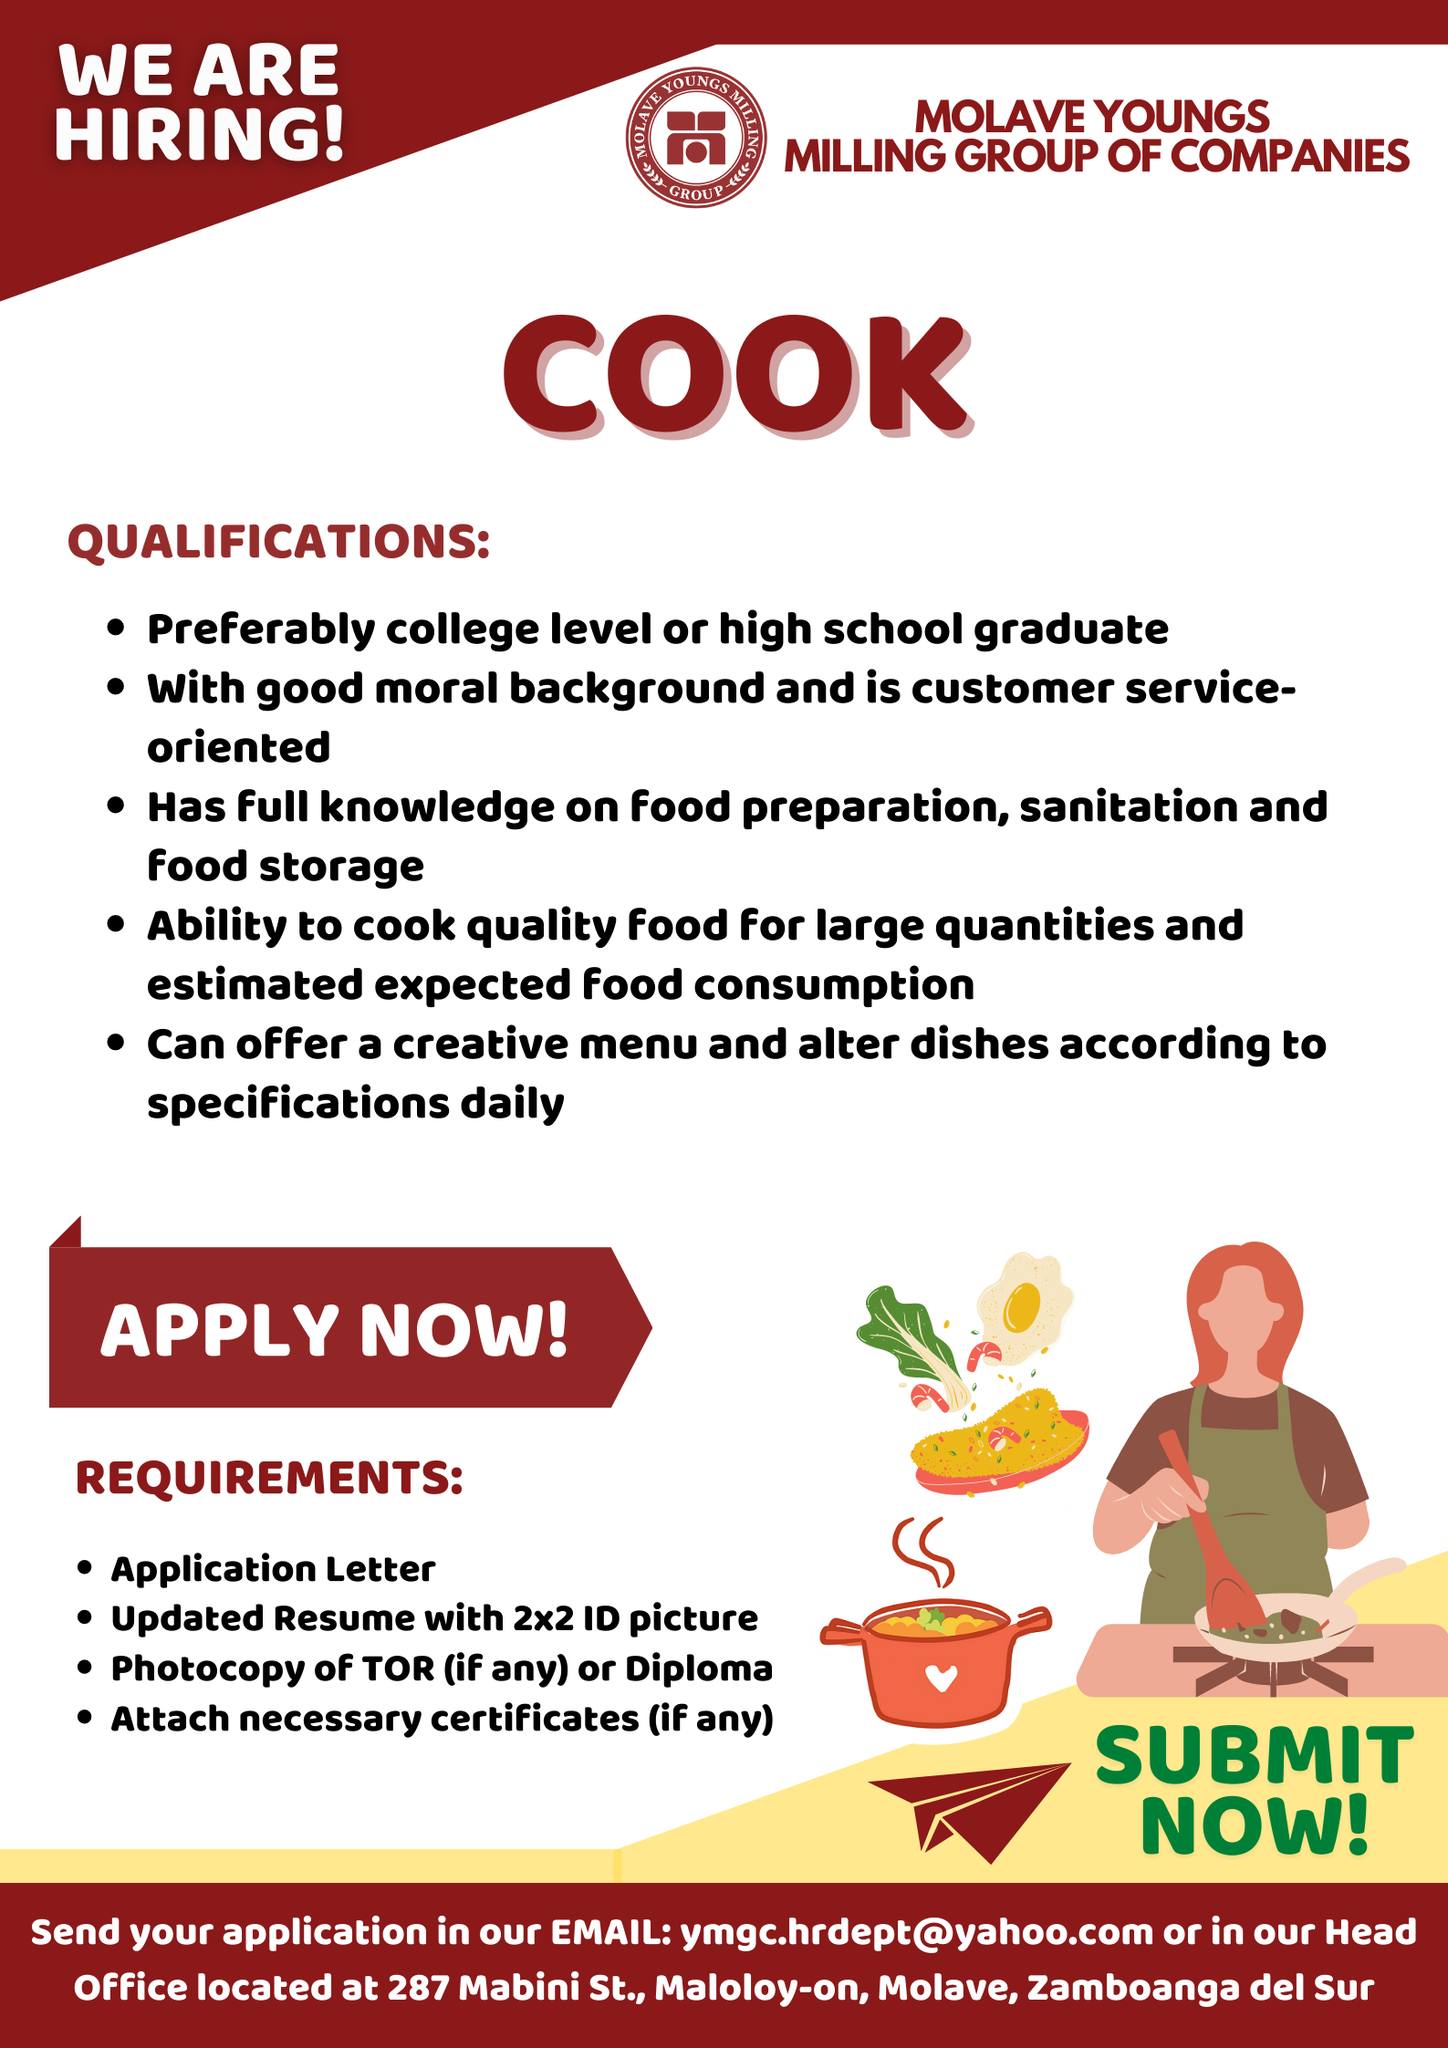 WE ARE
HIRING!
MOLAVE YOUNGS MILLING
GROUP
MOLAVE YOUNGS
MILLING GROUP OF COMPANIES
COOK
QUALIFICATIONS:
• Preferably college level or high school graduate
• With good moral background and is customer service-
oriented
• Has full knowledge on food preparation, sanitation and
food storage
• Ability to cook quality food for large quantities and
estimated expected food consumption
• Can offer a creative menu and alter dishes according to
specifications daily
APPLY NOW!
REQUIREMENTS:
• Application Letter
• Updated Resume with 2x2 ID picture
• Photocopy of TOR (if any) or Diploma
• Attach necessary certificates (if any)
SUBMIT
NOW!
Send your application in our EMAIL: ymgc.hrdept@yahoo.com or in our Head
Office located at 287 Mabini St., Maloloy-on, Molave, Zamboanga del Sur